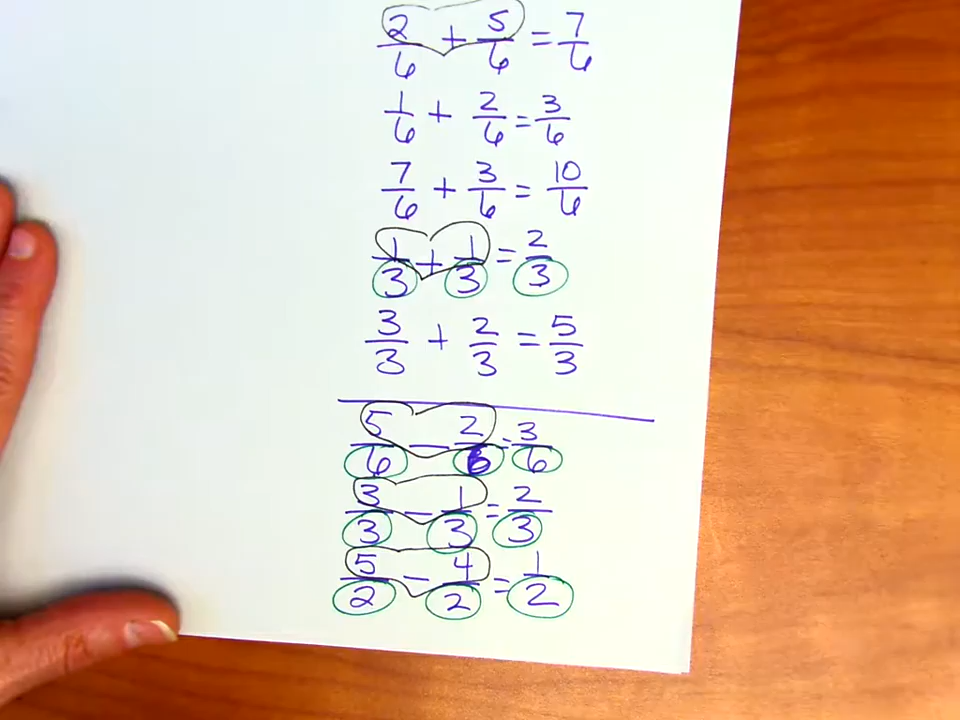 2/6 + 5/6 = 7/6
1/6 + 2/6 = 3/6
7/6 + 3/6 = 10/6
1/3 + 1/3 = 2/3
3/3 + 2/3 = 5/3
5/6 - 2/6 = 3/6
3/3 - 1/3 = 2/3
5/2 - 4/2 = 1/2